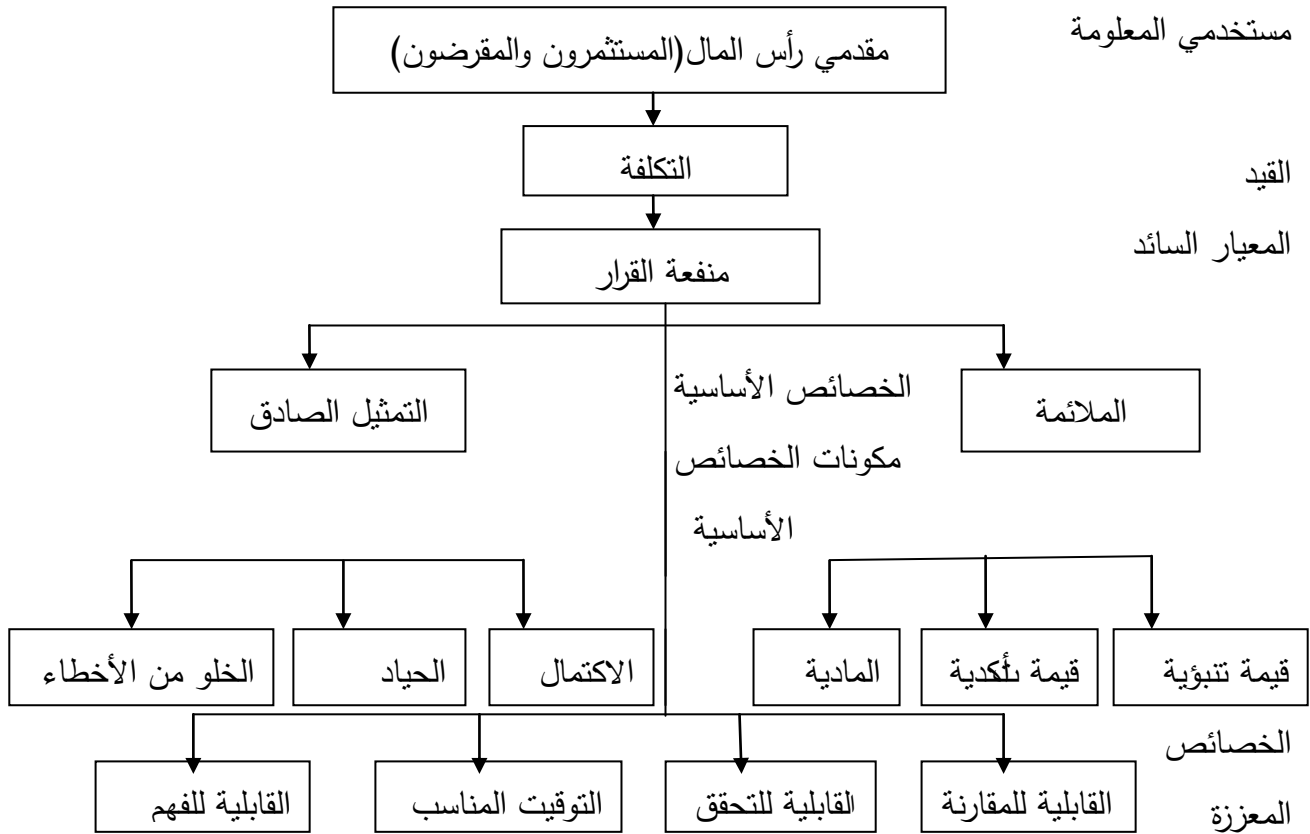 مستخدمي المعلومة
مقدمي رأس المال(المستثمرون والمقرضون)
القيد
التكلفة
المعيار السائد
منفعة القرار
الخصائص الأساسية
الملائمة
التمثيل الصادق
مكونات الخصائص
الأساسية
قيمة تتبؤية
قيمة تأكدية
المادية
الاكتمال
الحياد
الخلو من الأخطاء
الخصائص
المعززة
القابلية للمقارنة
القابلية للتحقق
التوقيت المناسب
القابلية للفهم